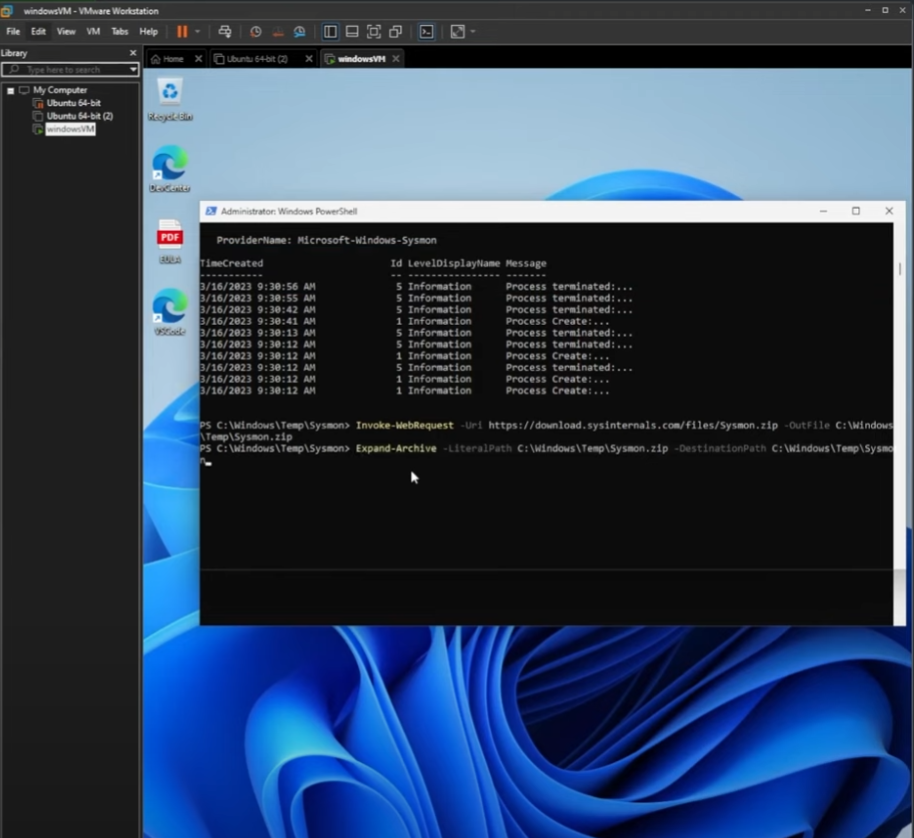 windowsVM - VMware Workstation
File Edit View VM Tabs Help
Library
Type here to search
My Computer
Ubuntu 64-bit
Ubuntu 64-bit (2)
windowsVM
Home
Ubuntu 64-bit (2)
windowsVM
Recycle Bin
DevCenter
PDF
EULA
VSCode
Administrator: Windows PowerShell
ProviderName: Microsoft-Windows-Sysmon
TimeCreated Id LevelDisplayName Message
----------- -- ---------------- -------
3/16/2023 9:30:56 AM 5 Information Process terminated:...
3/16/2023 9:30:55 AM 5 Information Process terminated:...
3/16/2023 9:30:42 AM 5 Information Process terminated:...
3/16/2023 9:30:41 AM 1 Information Process Create:...
3/16/2023 9:30:13 AM 5 Information Process terminated:...
3/16/2023 9:30:12 AM 5 Information Process terminated:...
3/16/2023 9:30:12 AM 1 Information Process Create:...
3/16/2023 9:30:12 AM 5 Information Process terminated:...
3/16/2023 9:30:12 AM 1 Information Process Create:...
3/16/2023 9:30:12 AM 1 Information Process Create:...
PS C:\Windows\Temp\Sysmon> Invoke-WebRequest -Uri https://download.sysinternals.com/files/Sysmon.zip -OutFile C:\Windows
\Temp\Sysmon.zip
PS C:\Windows\Temp\Sysmon> Expand-Archive -LiteralPath C:\Windows\Temp\Sysmon.zip -DestinationPath C:\Windows\Temp\Sysmo
n